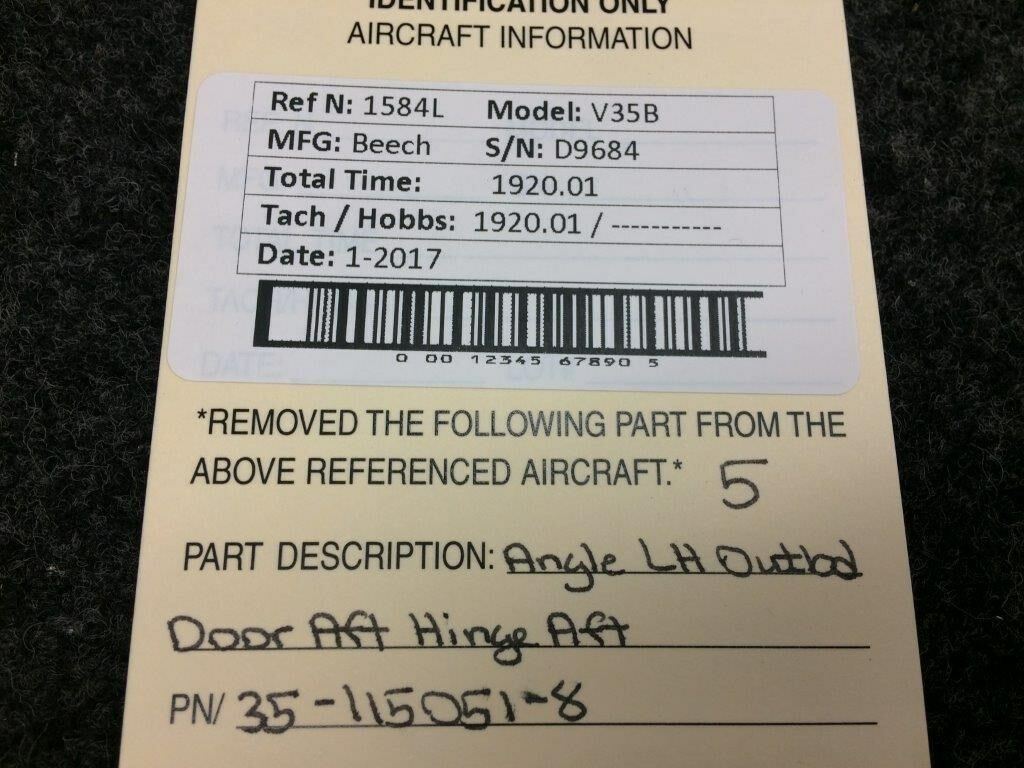 IDENTIFICATION ONLY
AIRCRAFT INFORMATION
Ref N: 1584L Model: V35B
MFG: Beech S/N: D9684
Total Time: 1920.01
Tach / Hobbs: 1920.01 / -----------
Date: 1-2017
0 00 12345 67890 5
*REMOVED THE FOLLOWING PART FROM THE
ABOVE REFERENCED AIRCRAFT.* 5
PART DESCRIPTION: Angle LH Outbd
Door Aft Hinge Aft
PN/ 35-115051-8